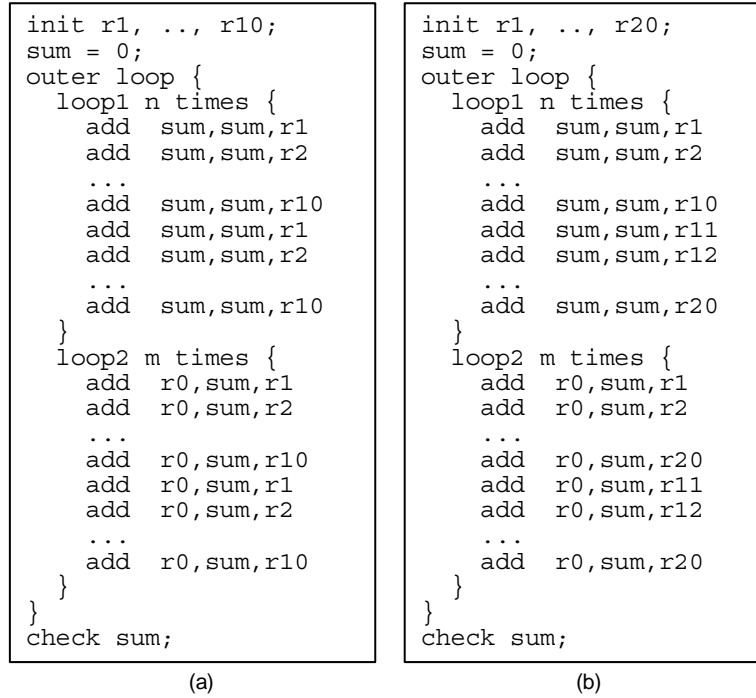 init r1, .., r10;
sum = 0;
outer loop {
loop1 n times {
add sum,sum,r1
add sum,sum,r2
...
add sum,sum,r10
add sum,sum,r1
add sum,sum,r2
...
add sum,sum,r10
}
loop2 m times {
add r0,sum,r1
add r0,sum,r2
...
add r0,sum,r10
add r0,sum,r1
add r0,sum,r2
...
add r0,sum,r10
}
}
check sum;
(a)
init r1, .., r20;
sum = 0;
outer loop {
loop1 n times {
add sum,sum,r1
add sum,sum,r2
...
add sum,sum,r10
add sum,sum,r11
add sum,sum,r12
...
add sum,sum,r20
}
loop2 m times {
add r0,sum,r1
add r0,sum,r2
...
add r0,sum,r20
add r0,sum,r11
add r0,sum,r12
...
add r0,sum,r20
}
}
check sum;
(b)